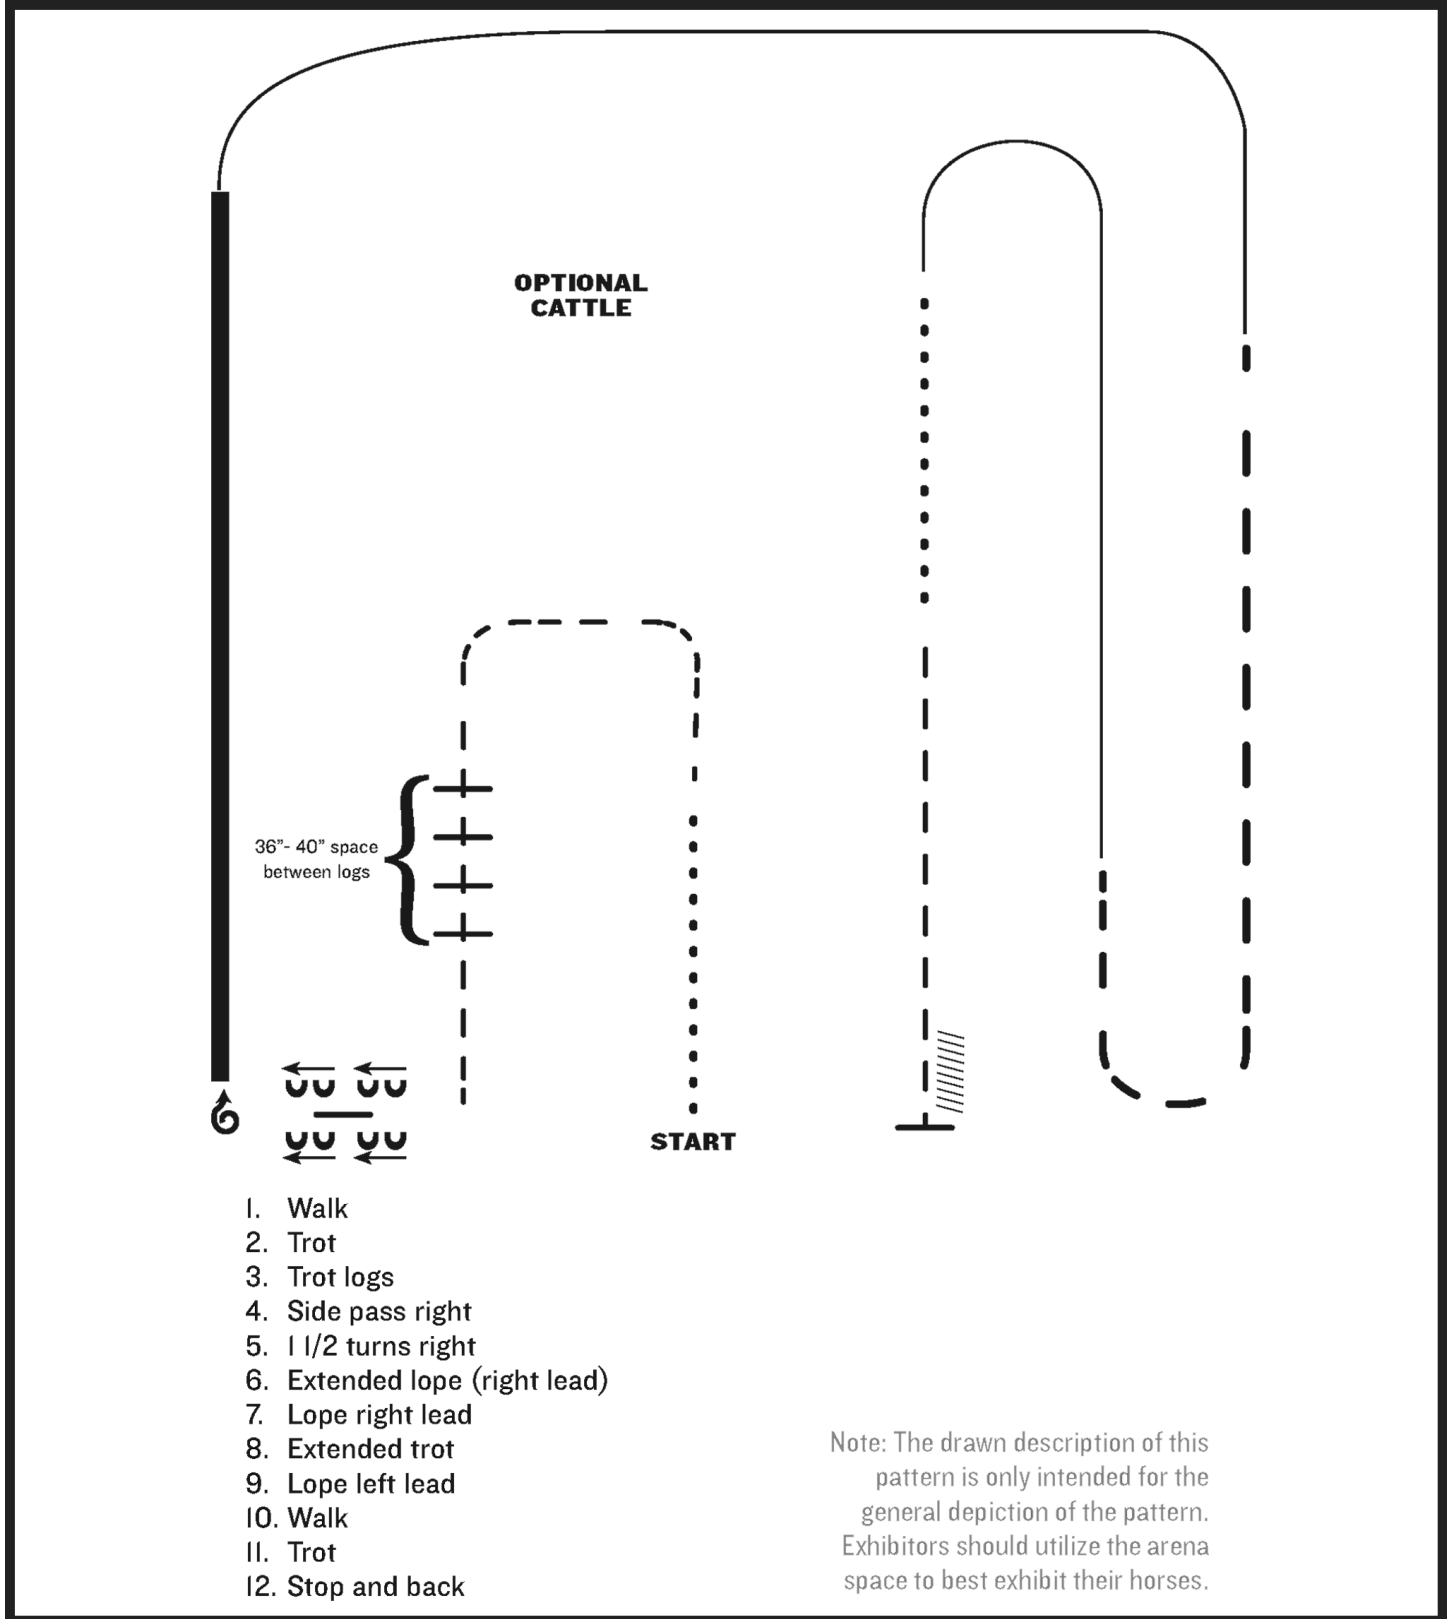 OPTIONAL
CATTLE
36”- 40” space
between logs
START
1. Walk
2. Trot
3. Trot logs
4. Side pass right
5. 1 1/2 turns right
6. Extended lope (right lead)
7. Lope right lead
8. Extended trot
9. Lope left lead
10. Walk
11. Trot
12. Stop and back
Note: The drawn description of this
pattern is only intended for the
general depiction of the pattern.
Exhibitors should utilize the arena
space to best exhibit their horses.